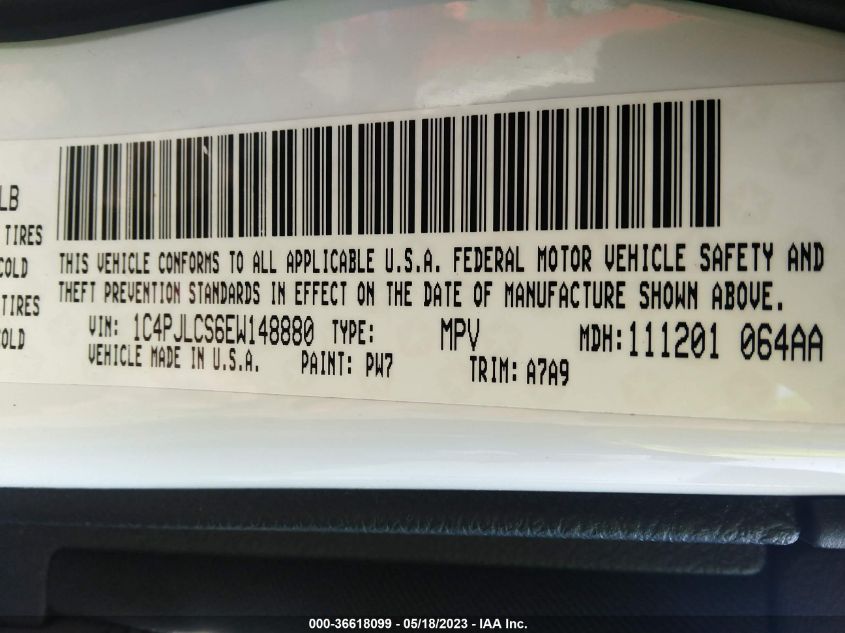 LB
TIRES
COLD
TIRES
COLD
THIS VEHICLE CONFORMS TO ALL APPLICABLE U.S.A. FEDERAL MOTOR VEHICLE SAFETY AND
THEFT PREVENTION STANDARDS IN EFFECT ON THE DATE OF MANUFACTURE SHOWN ABOVE.
VIN: 1C4PJLCS6EW148880 TYPE: MPV MDH: 111201 064AA
VEHICLE MADE IN U.S.A. PAINT: PW7 TRIM: A7A9
000-36618099 - 05/18/2023 - IAA Inc.